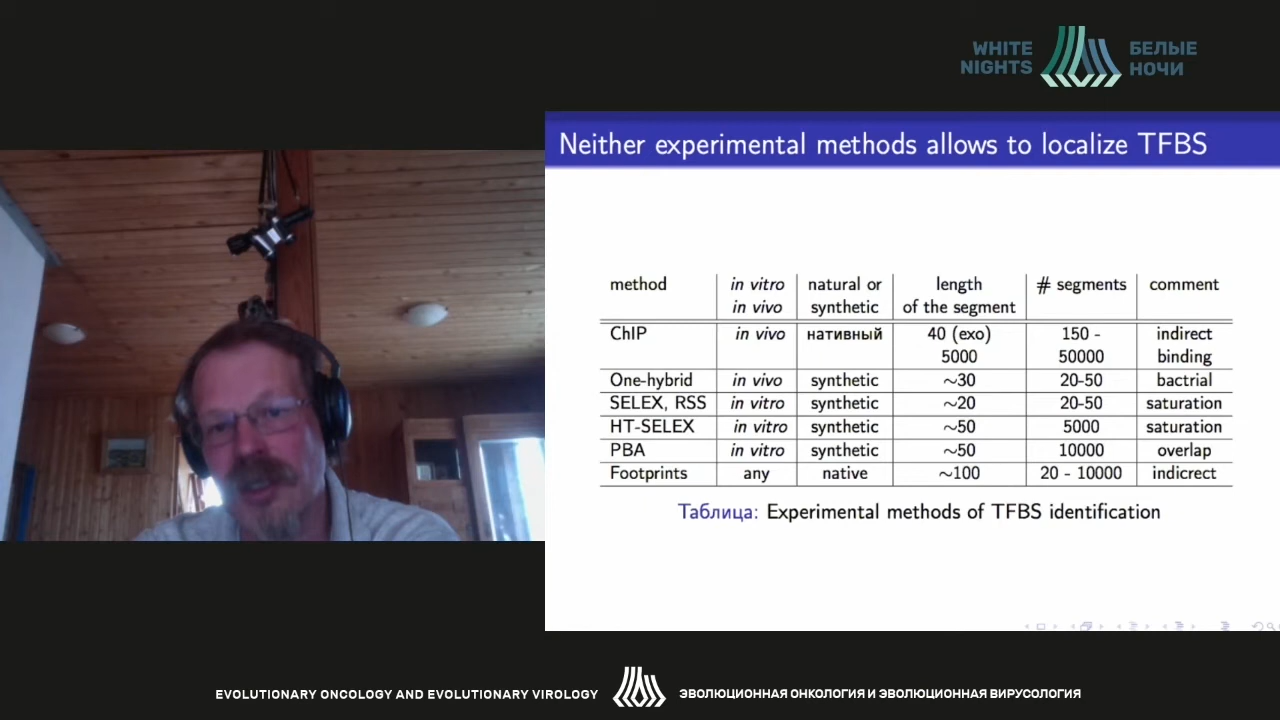 WHITE
NIGHTS
БЕЛЫЕ
НОЧИ
Neither experimental methods allows to localize TFBS
method in vitro natural or length # segments comment
in vivo synthetic of the segment
ChIP in vivo нативный 40 (exo) 150 - indirect
5000 50000 binding
One-hybrid in vivo synthetic ~30 20-50 bactrial
SELEX, RSS in vitro synthetic ~20 20-50 saturation
HT-SELEX in vitro synthetic ~50 5000 saturation
PBA in vitro synthetic ~50 10000 overlap
Footprints any native ~100 20 - 10000 indicrect
Таблица: Experimental methods of TFBS identification
EVOLUTIONARY ONCOLOGY AND EVOLUTIONARY VIROLOGY
ЭВОЛЮЦИОННАЯ ОНКОЛОГИЯ И ЭВОЛЮЦИОННАЯ ВИРУСОЛОГИЯ